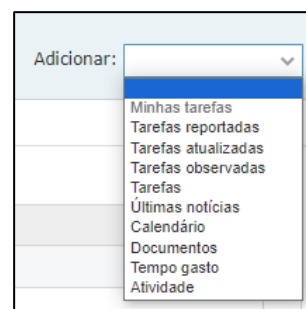 Adicionar:
Minhas tarefas
Tarefas reportadas
Tarefas atualizadas
Tarefas observadas
Tarefas
Últimas notícias
Calendário
Documentos
Tempo gasto
Atividade